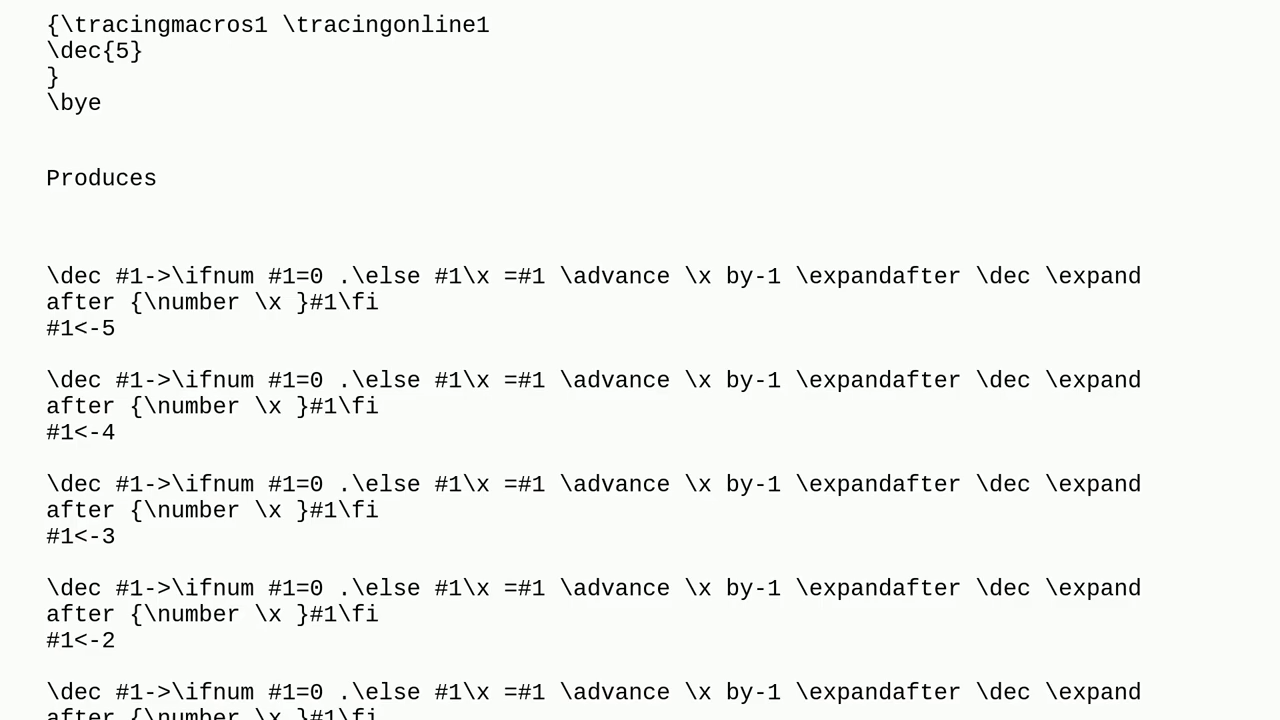 {\tracingmacros1 \tracingonline1
\dec{5}
}
\bye
Produces
\dec #1->\ifnum #1=0 .\else #1\x =#1 \advance \x by-1 \expandafter \dec \expand
after {\number \x }#1\fi
#1<-5
\dec #1->\ifnum #1=0 .\else #1\x =#1 \advance \x by-1 \expandafter \dec \expand
after {\number \x }#1\fi
#1<-4
\dec #1->\ifnum #1=0 .\else #1\x =#1 \advance \x by-1 \expandafter \dec \expand
after {\number \x }#1\fi
#1<-3
\dec #1->\ifnum #1=0 .\else #1\x =#1 \advance \x by-1 \expandafter \dec \expand
after {\number \x }#1\fi
#1<-2
\dec #1->\ifnum #1=0 .\else #1\x =#1 \advance \x by-1 \expandafter \dec \expand
after {\number \x }#1\fi